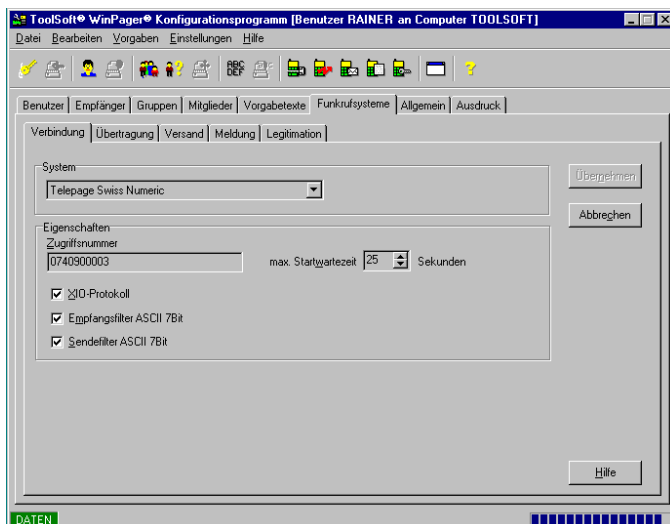 ToolSoft® WinPager® Konfigurationsprogramm [Benutzer RAINER an Computer TOOLSOFT]
Datei Bearbeiten Vorgaben Einstellungen Hilfe
ABC
DEF
Benutzer Empfänger Gruppen Mitglieder Vorgabetexte Funkrufsysteme Allgemein Ausdruck
Verbindung Übertragung Versand Meldung Legitimation
System
Telepage Swiss Numeric
Übernehmen
Abbrechen
Eigenschaften
Zugriffsnummer
0740900003 max. Startwartezeit 25 Sekunden
XIO-Protokoll
Empfangsfilter ASCII 7Bit
Sendefilter ASCII 7Bit
Hilfe
DATEN